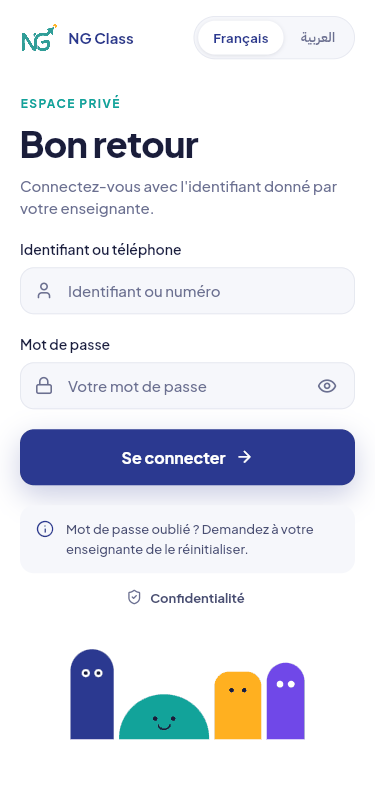 NG
NG Class
Français
العربية
ESPACE PRIVÉ
Bon retour
Connectez-vous avec l'identifiant donné par
votre enseignante.
Identifiant ou téléphone
Identifiant ou numéro
Mot de passe
Votre mot de passe
Se connecter
Mot de passe oublié ? Demandez à votre
enseignante de le réinitialiser.
Confidentialité